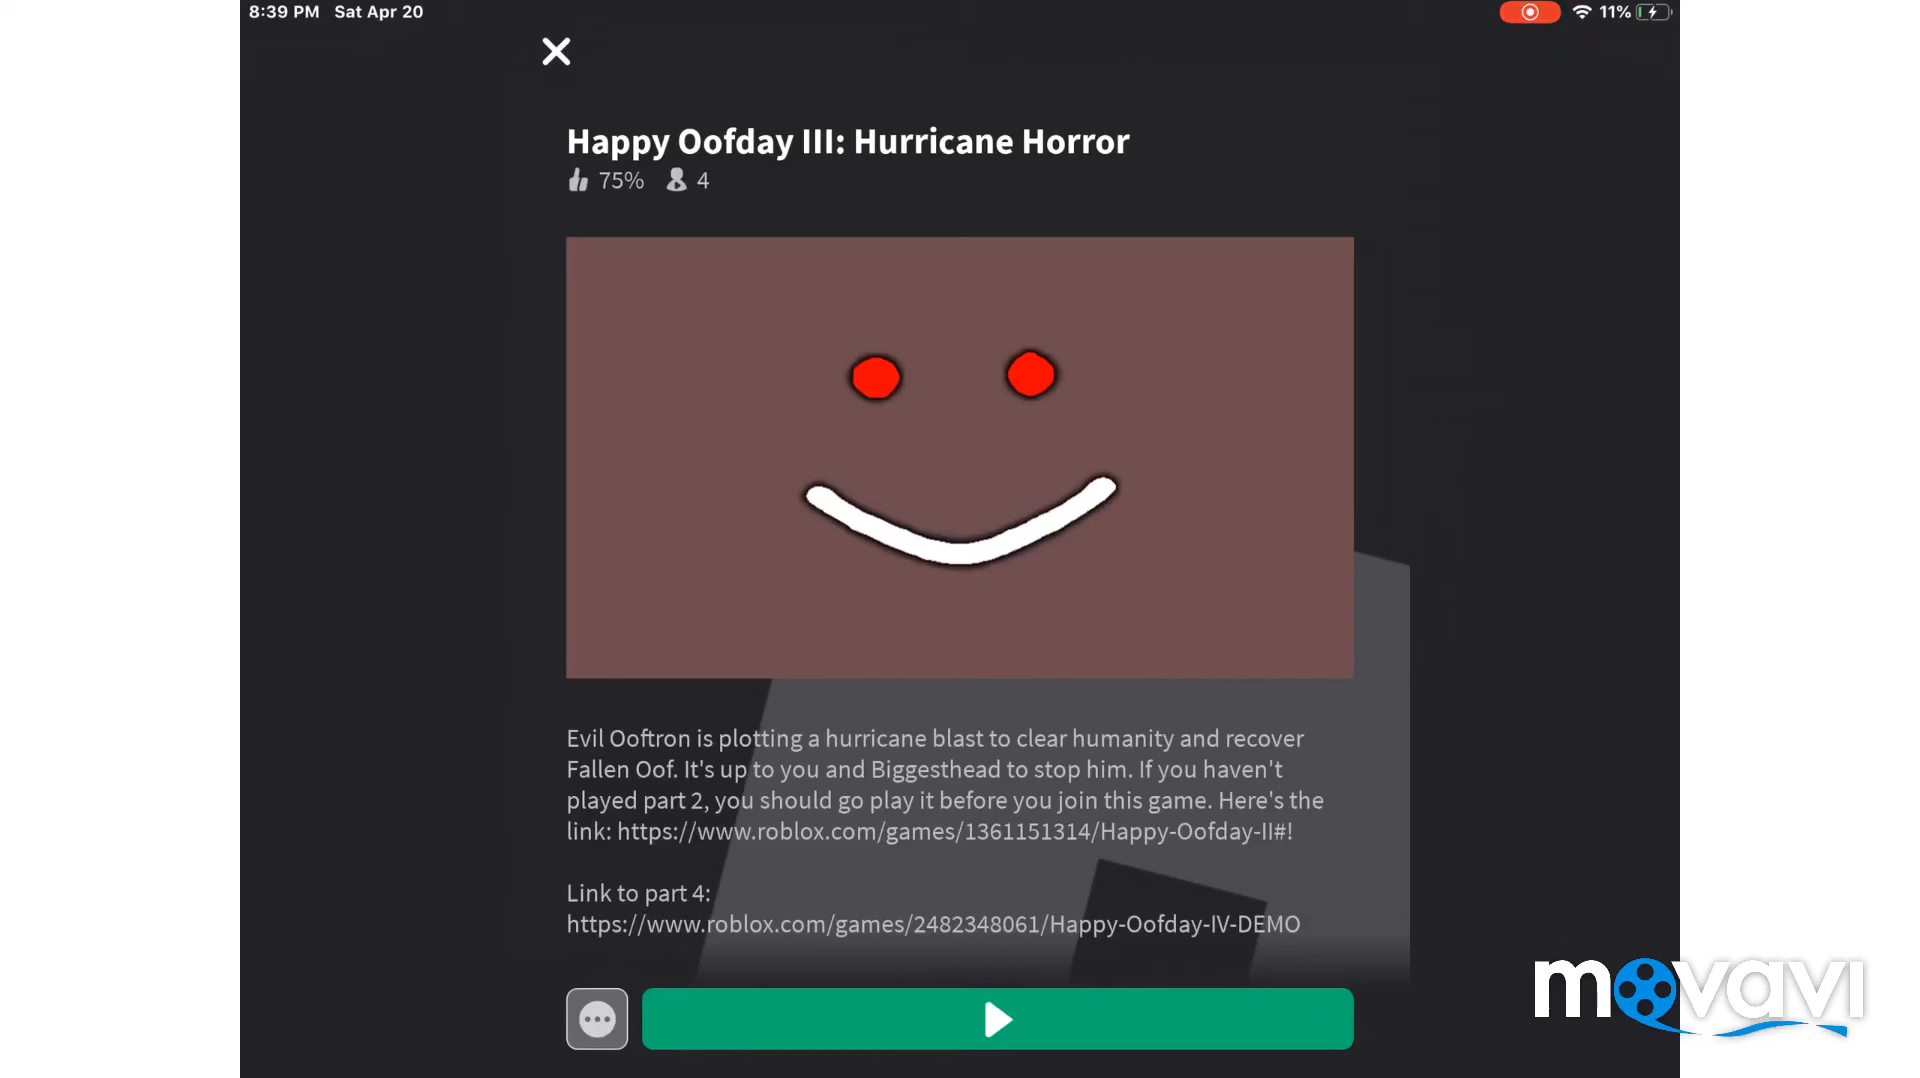 8:39 PM Sat Apr 20 11%
Happy Oofday III: Hurricane Horror
75% 4
Evil Ooftron is plotting a hurricane blast to clear humanity and recover
Fallen Oof. It's up to you and Biggesthead to stop him. If you haven't
played part 2, you should go play it before you join this game. Here's the
link: https://www.roblox.com/games/1361151314/Happy-Oofday-II#!
Link to part 4:
https://www.roblox.com/games/2482348061/Happy-Oofday-IV-DEMO
movavi